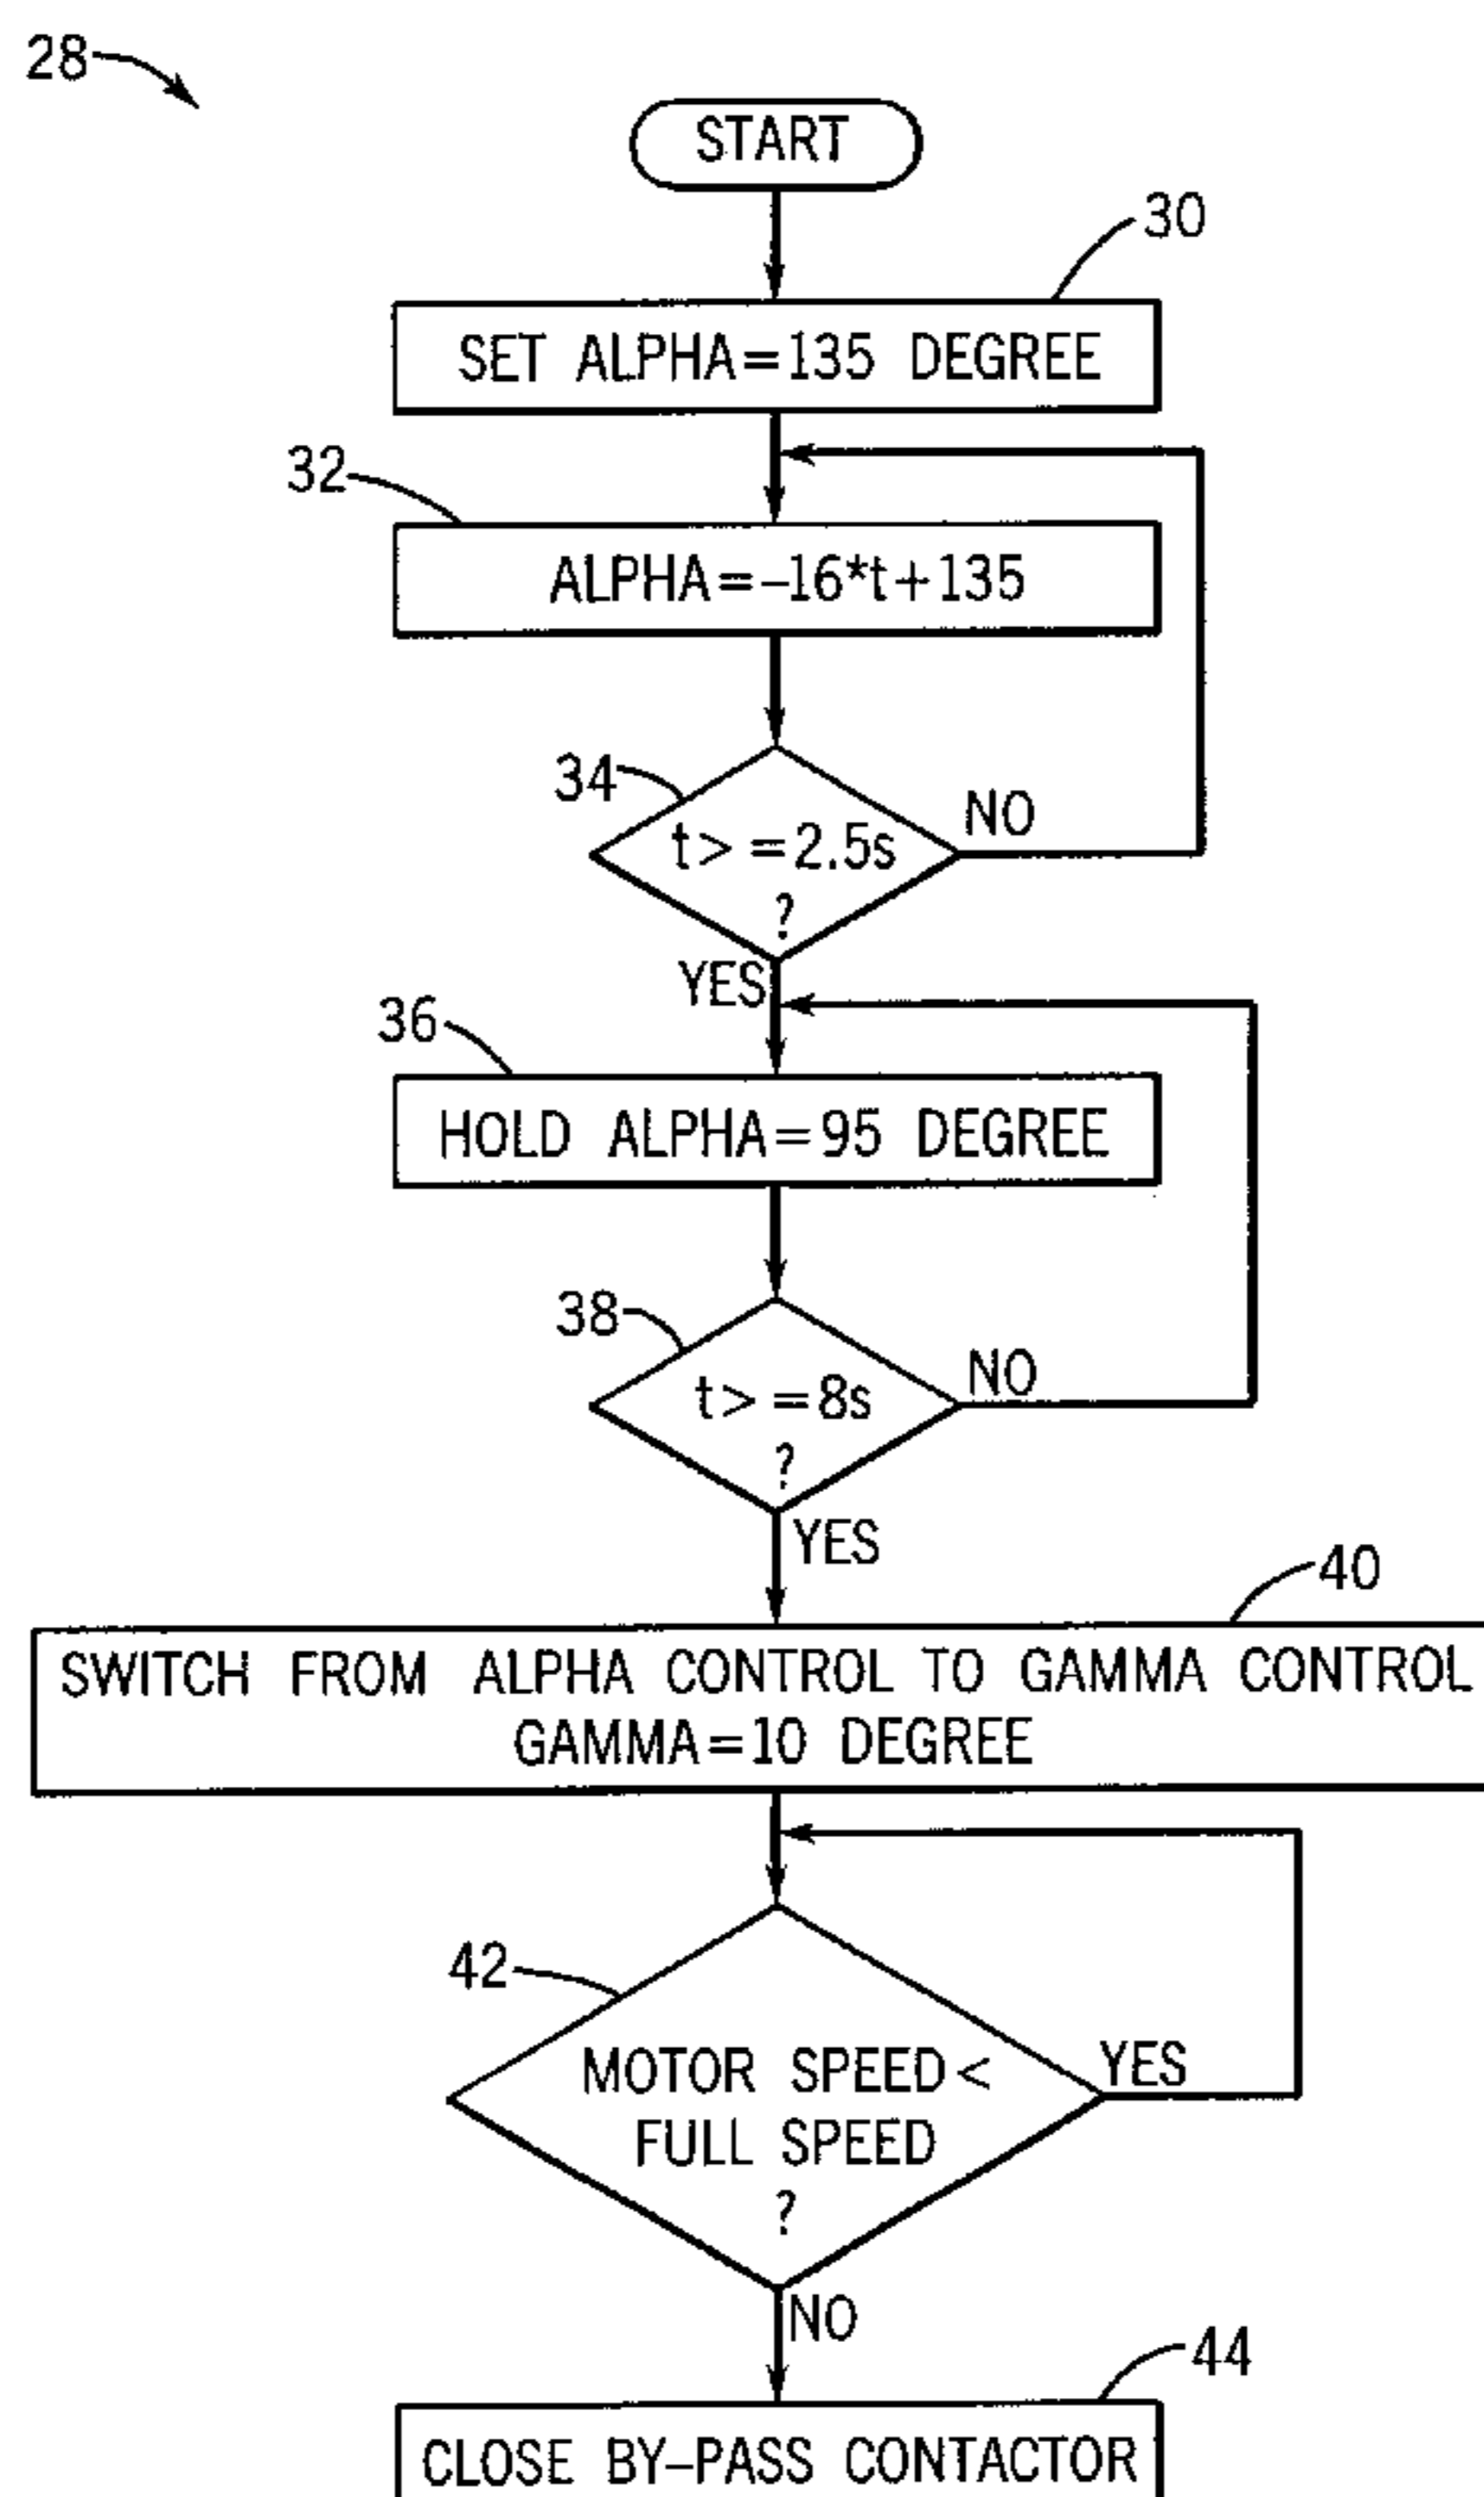 28
START
30
SET ALPHA=135 DEGREE
32
ALPHA=-16*t+135
34
NO
t>=2.5s
?
YES
36
HOLD ALPHA=95 DEGREE
38
NO
t>=8s
?
YES
40
SWITCH FROM ALPHA CONTROL TO GAMMA CONTROL
GAMMA=10 DEGREE
42
MOTOR SPEED<
YES
FULL SPEED
?
NO
44
CLOSE BY-PASS CONTACTOR